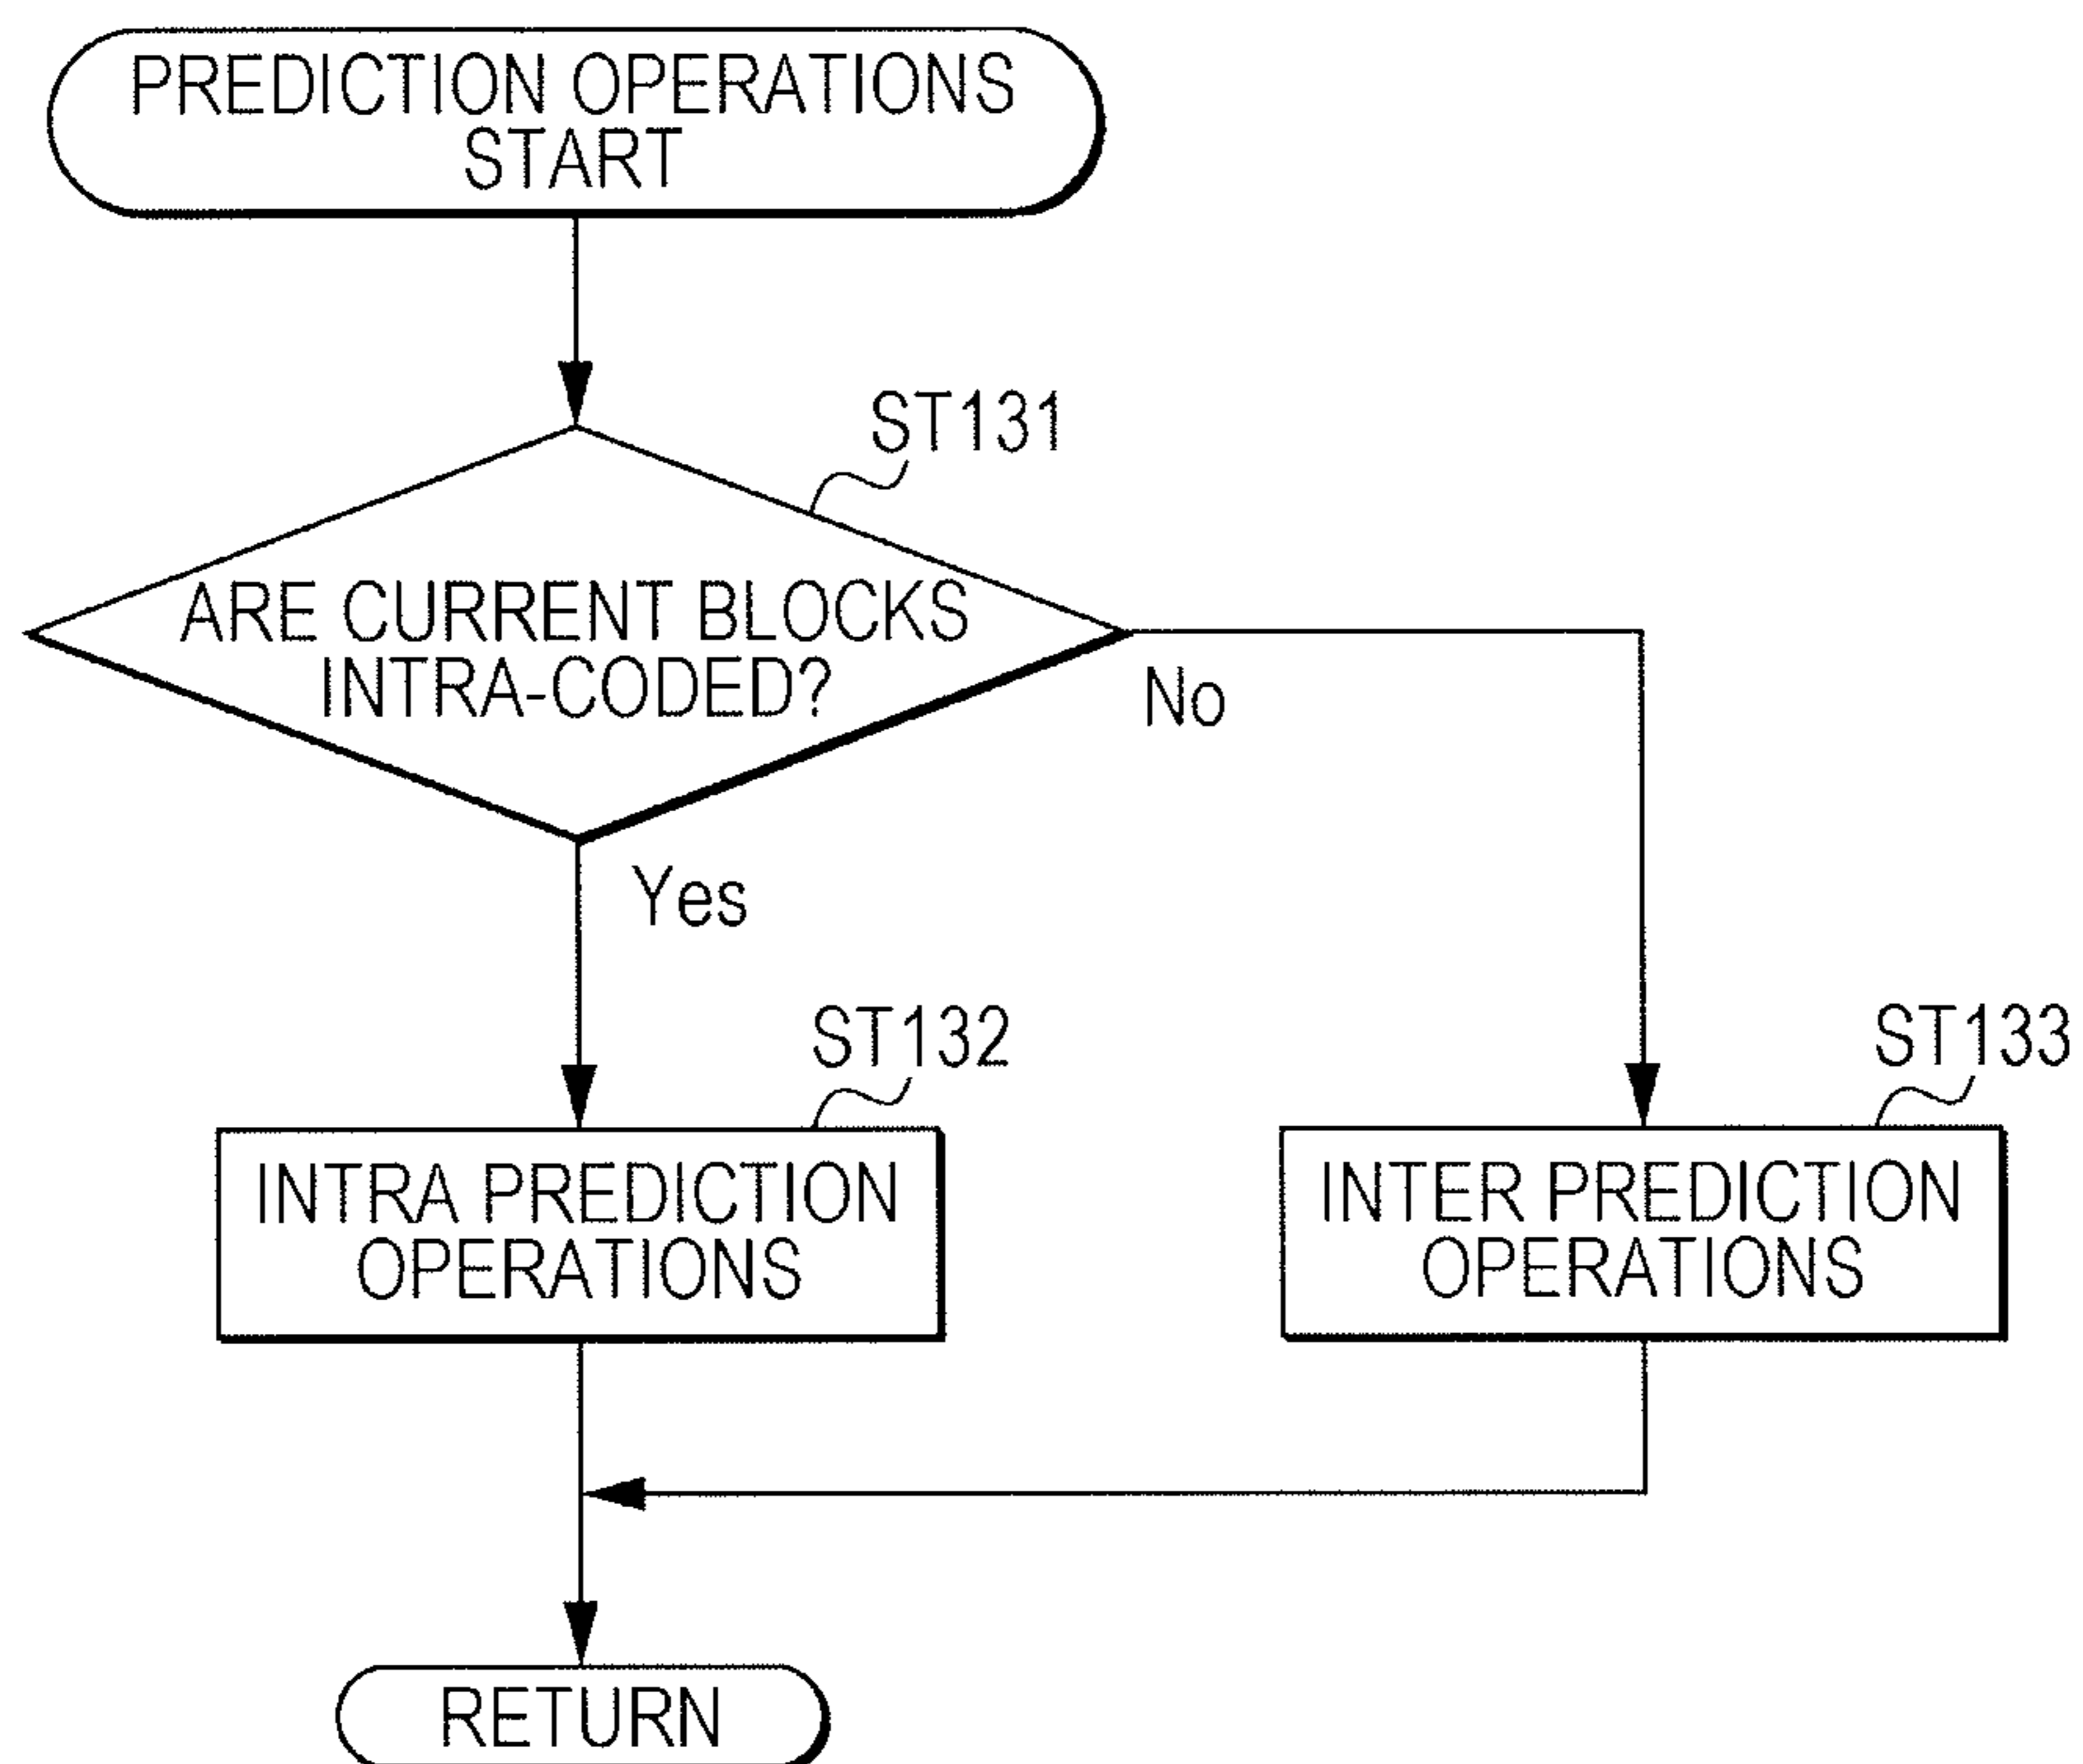 PREDICTION OPERATIONS
START
ST131
ARE CURRENT BLOCKS
INTRA-CODED?
No
Yes
ST132
ST133
INTRA PREDICTION
OPERATIONS
INTER PREDICTION
OPERATIONS
RETURN